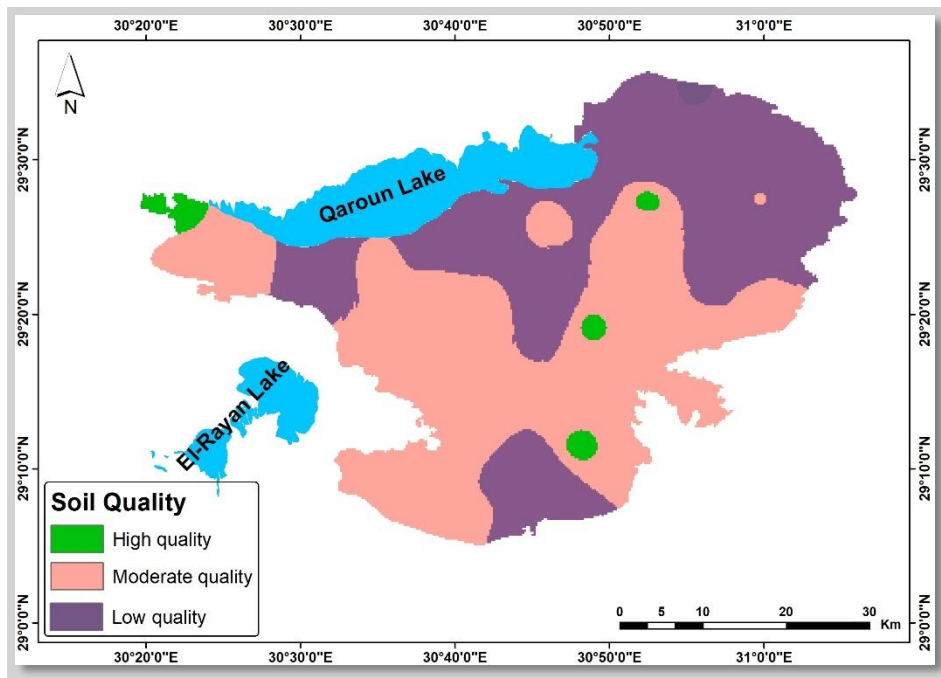 30°20'0"E 30°30'0"E 30°40'0"E 30°50'0"E 31°0'0"E
N
29°30'0"N 29°30'0"N
Qaroun Lake
29°20'0"N 29°20'0"N
El-Rayan Lake
29°10'0"N 29°10'0"N
Soil Quality
High quality
Moderate quality
Low quality
29°0'0"N 29°0'0"N
0 5 10 20 30
Km
30°20'0"E 30°30'0"E 30°40'0"E 30°50'0"E 31°0'0"E